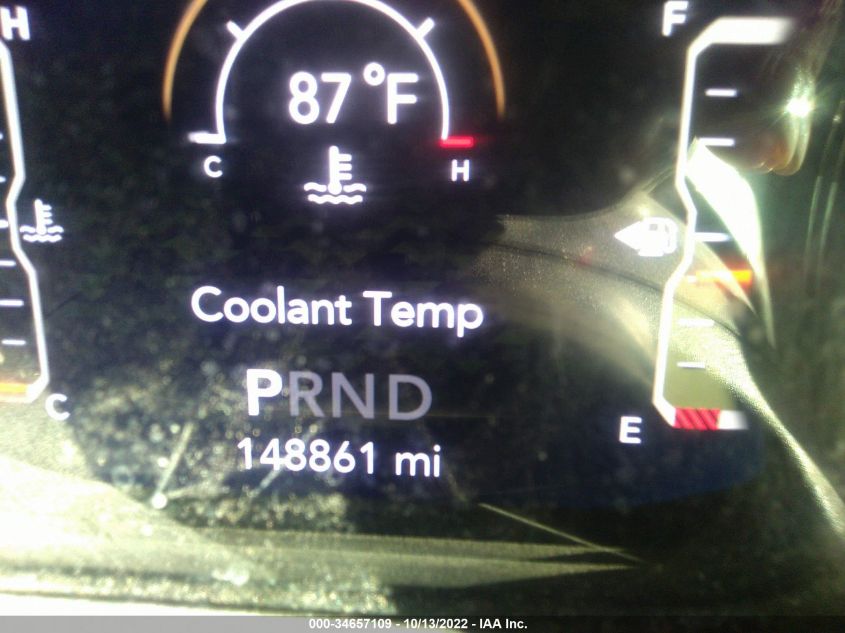 H
F
87°F
C
H
Coolant Temp
PRND
C
E
148861 mi
000-34657109 - 10/13/2022 - IAA Inc.